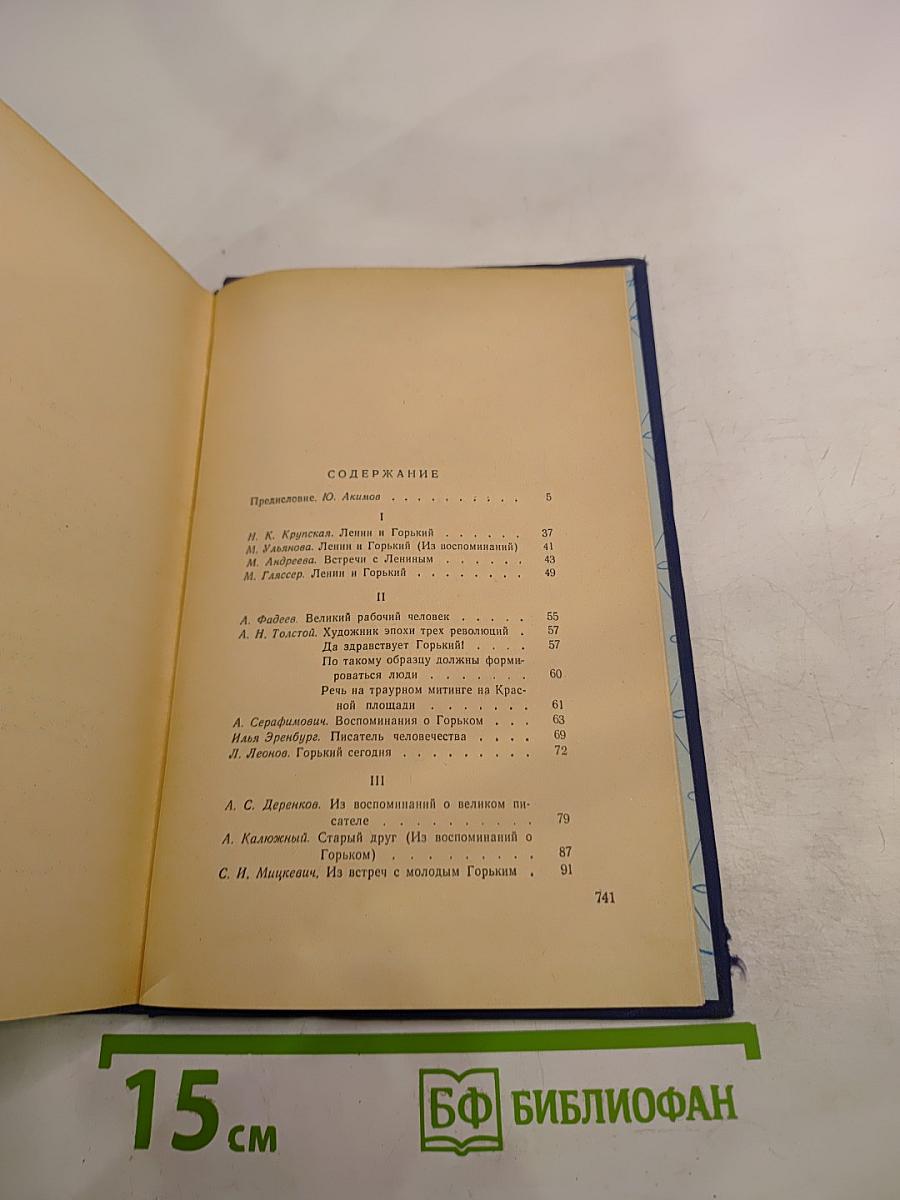 СОДЕРЖАНИЕ
Предисловие. Ю. Акимов . . . . . . . . . . 5
I
Н. К. Крупская. Ленин и Горький . . . . . . 37
М. Ульянова. Ленин и Горький (Из воспоминаний) 41
М. Андреева. Встречи с Лениным . . . . . . 43
М. Гляссер. Ленин и Горький . . . . . . . . 49
II
А. Фадеев. Великий рабочий человек . . . . . 55
А. Н. Толстой. Художник эпохи трех революций . 57
Да здравствует Горький! . . . . 57
По такому образцу должны форми-
роваться люди . . . . . . . 60
Речь на траурном митинге на Крас-
ной площади . . . . . . . 61
А. Серафимович. Воспоминания о Горьком . . . 63
Илья Эренбург. Писатель человечества . . . . 69
Л. Леонов. Горький сегодня . . . . . . . . . 72
III
А. С. Деренков. Из воспоминаний о великом пи-
сателе . . . . . . . . . . 79
А. Калюжный. Старый друг (Из воспоминаний о
Горьком) . . . . . . . . . 87
С. И. Мицкевич. Из встреч с молодым Горьким . 91
741
15 см
БФ БИБЛИОФАН